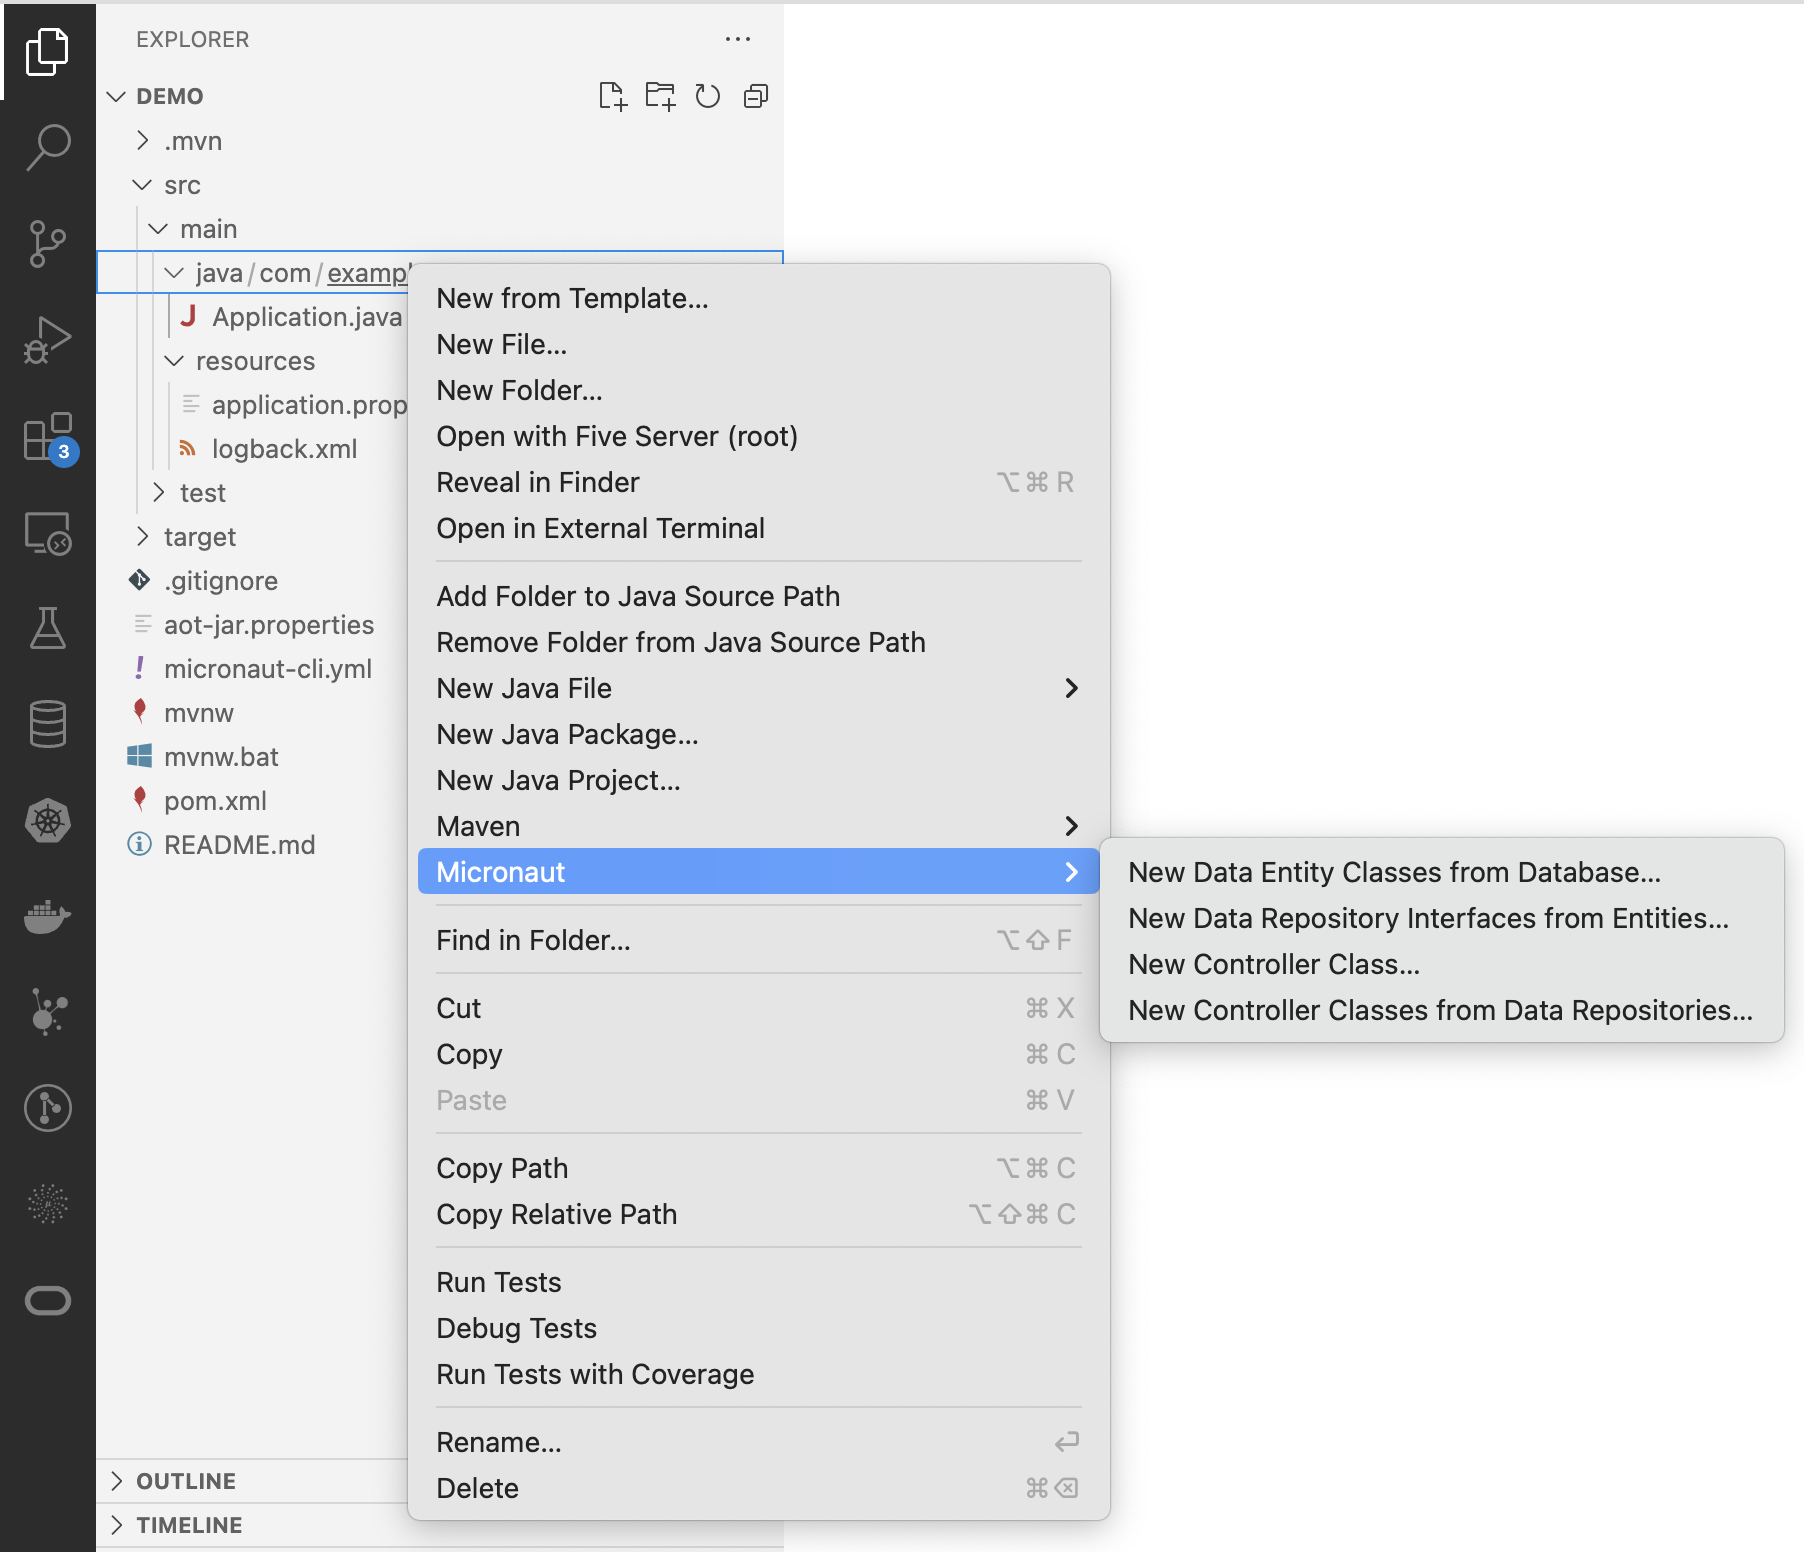 EXPLORER
DEMO
.mvn
src
main
java/com/exampl
Application.java
resources
application.prop
logback.xml
test
target
.gitignore
aot-jar.properties
micronaut-cli.yml
mvnw
mvnw.bat
pom.xml
README.md
OUTLINE
TIMELINE
3
New from Template...
New File...
New Folder...
Open with Five Server (root)
Reveal in Finder ⌥⌘R
Open in External Terminal
Add Folder to Java Source Path
Remove Folder from Java Source Path
New Java File
New Java Package...
New Java Project...
Maven
Micronaut
Find in Folder... ⌥⇧F
Cut ⌘X
Copy ⌘C
Paste ⌘V
Copy Path ⌥⌘C
Copy Relative Path ⌥⇧⌘C
Run Tests
Debug Tests
Run Tests with Coverage
Rename... ⏎
Delete ⌘⌫
New Data Entity Classes from Database...
New Data Repository Interfaces from Entities...
New Controller Class...
New Controller Classes from Data Repositories...